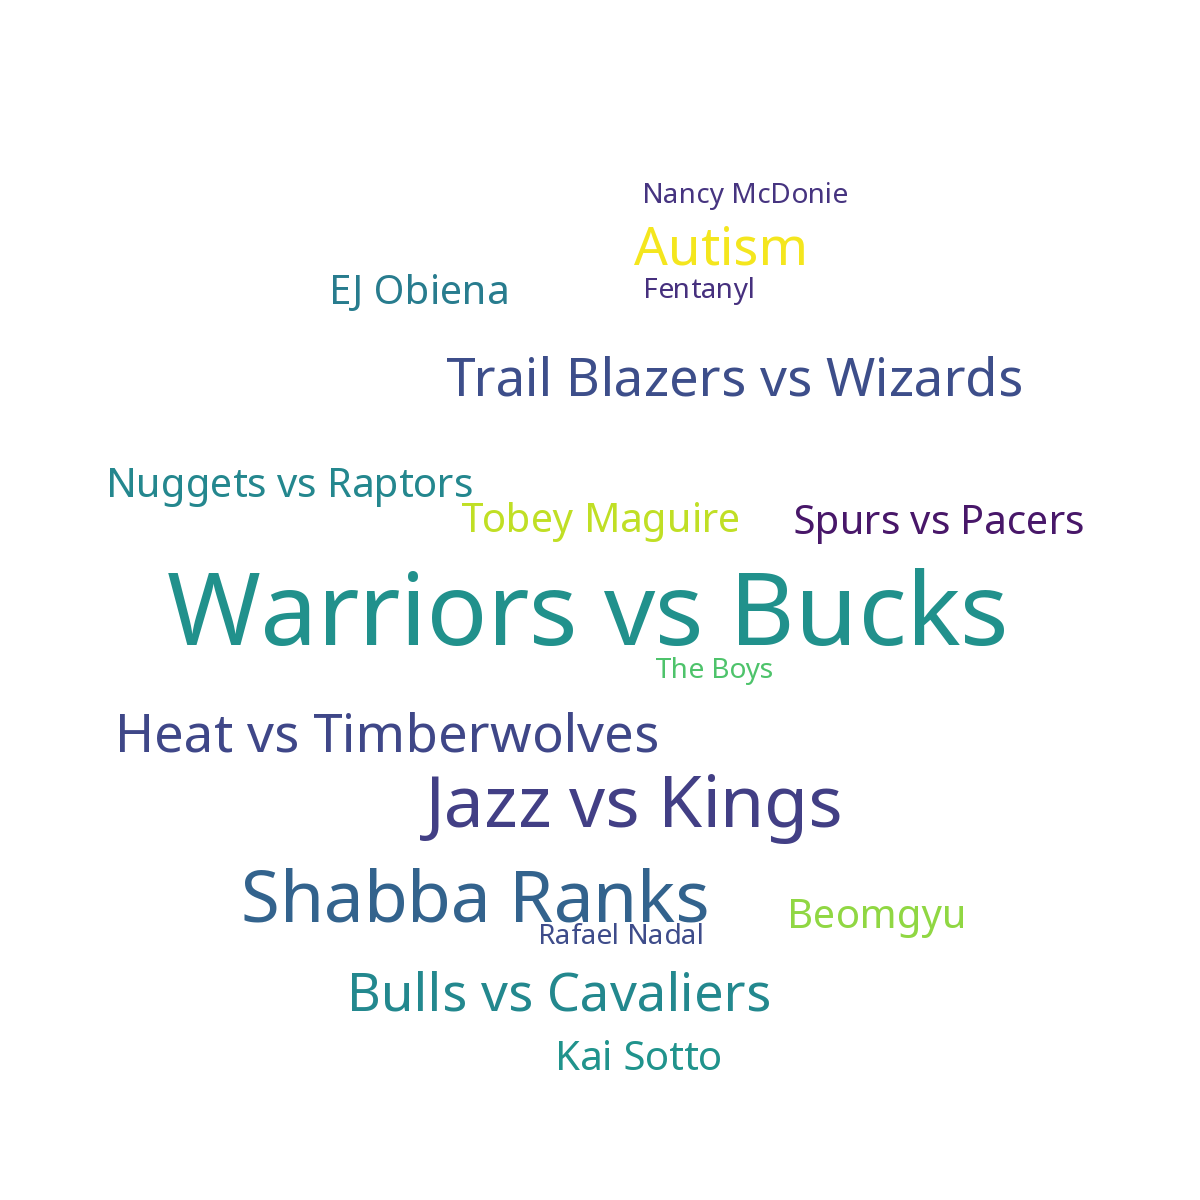 Nancy McDonie
Autism
EJ Obiena
Fentanyl
Trail Blazers vs Wizards
Nuggets vs Raptors
Tobey Maguire
Spurs vs Pacers
Warriors vs Bucks
The Boys
Heat vs Timberwolves
Jazz vs Kings
Shabba Ranks
Beomgyu
Rafael Nadal
Bulls vs Cavaliers
Kai Sotto